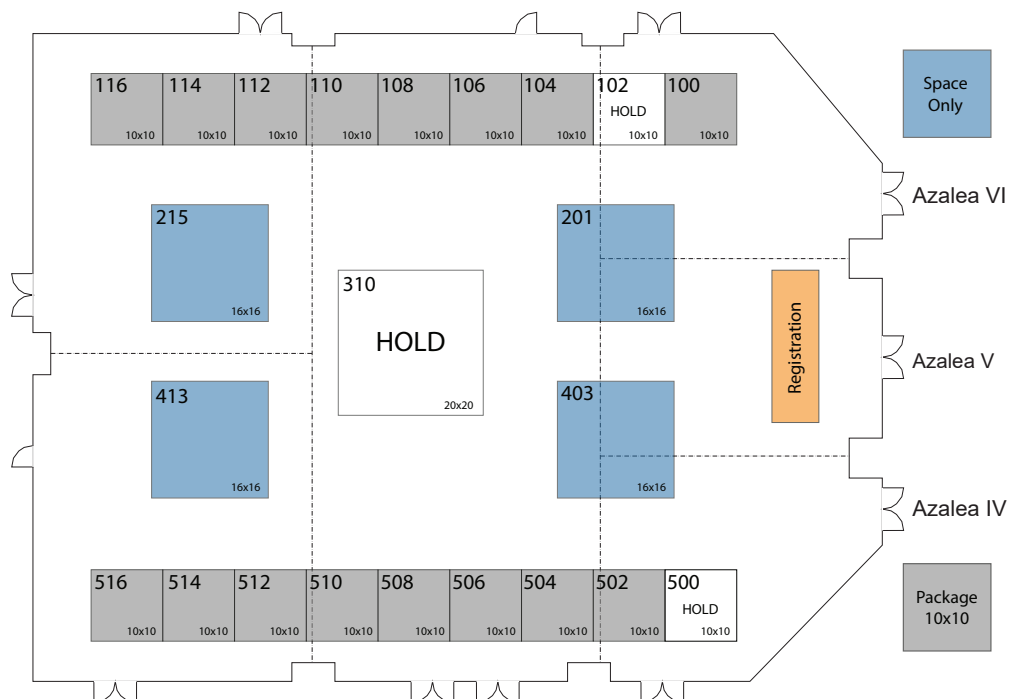 116 114 112 110 108 106 104 102 100
HOLD
10x10 10x10 10x10 10x10 10x10 10x10 10x10 10x10 10x10
Space
Only
Azalea VI
215 201
16x16 16x16
310
HOLD
20x20
Registration
Azalea V
413 403
16x16 16x16
Azalea IV
516 514 512 510 508 506 504 502 500
HOLD
10x10 10x10 10x10 10x10 10x10 10x10 10x10 10x10 10x10
Package
10x10